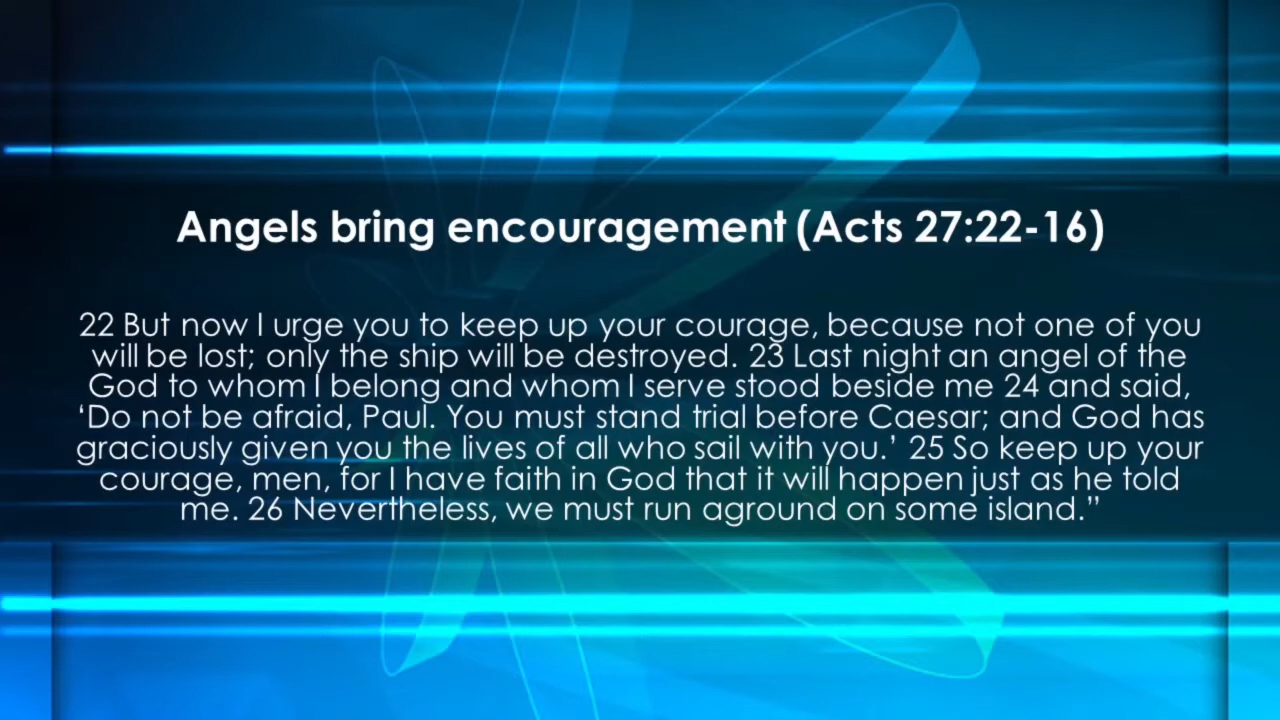 Angels bring encouragement (Acts 27:22-16)
22 But now I urge you to keep up your courage, because not one of you
will be lost; only the ship will be destroyed. 23 Last night an angel of the
God to whom I belong and whom I serve stood beside me 24 and said,
‘Do not be afraid, Paul. You must stand trial before Caesar; and God has
graciously given you the lives of all who sail with you.’ 25 So keep up your
courage, men, for I have faith in God that it will happen just as he told
me. 26 Nevertheless, we must run aground on some island.”